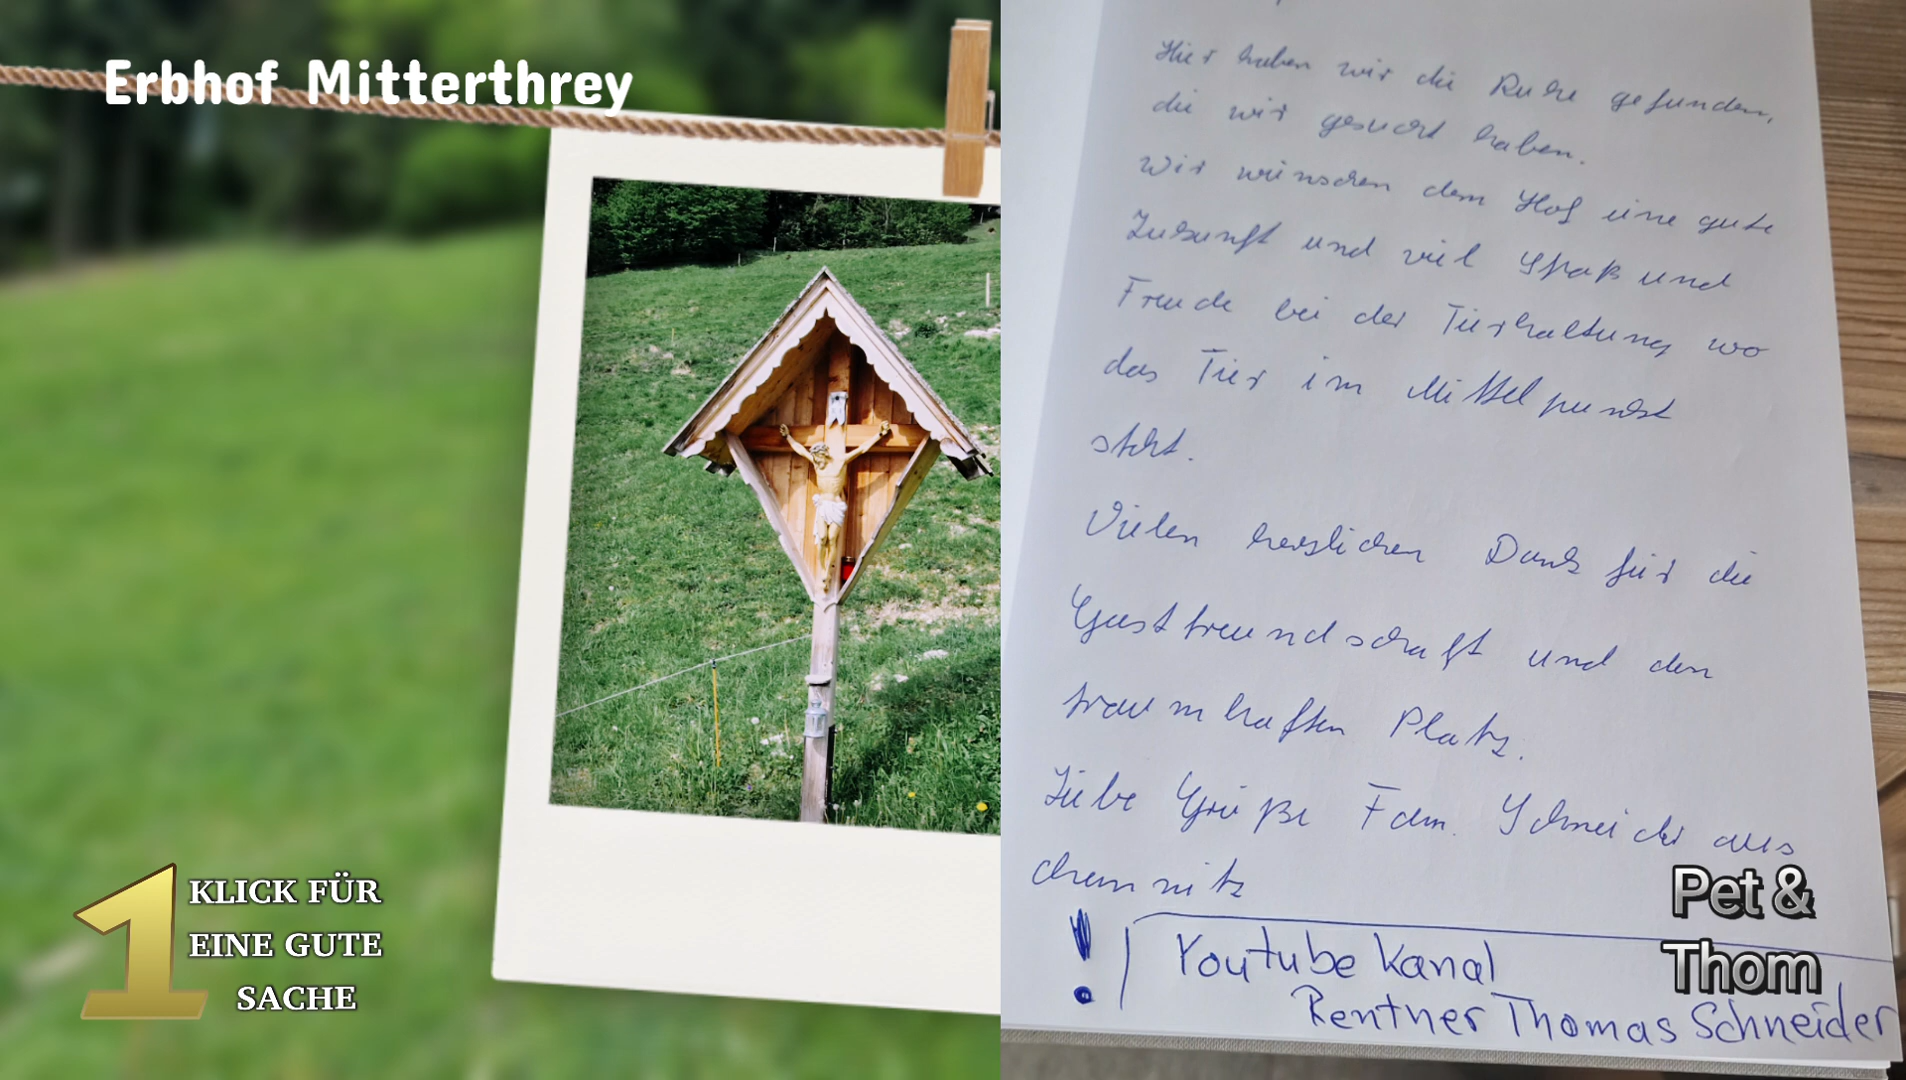 Erbhof Mitterthrey
1 KLICK FÜR
EINE GUTE
SACHE
Hier haben wir die Ruhe gefunden,
die wir gesucht haben.
Wir wünschen dem Hof eine gute
Zukunft und viel Spaß und
Freude bei der Tierhaltung wo
das Tier im Mittelpunkt
steht.
Vielen herzlichen Dank für die
Gastfreundschaft und den
traumhaften Platz.
Liebe Grüße Fam. Schneider aus
Chemnitz
! Youtube Kanal
Rentner Thomas Schneider
Pet &
Thom